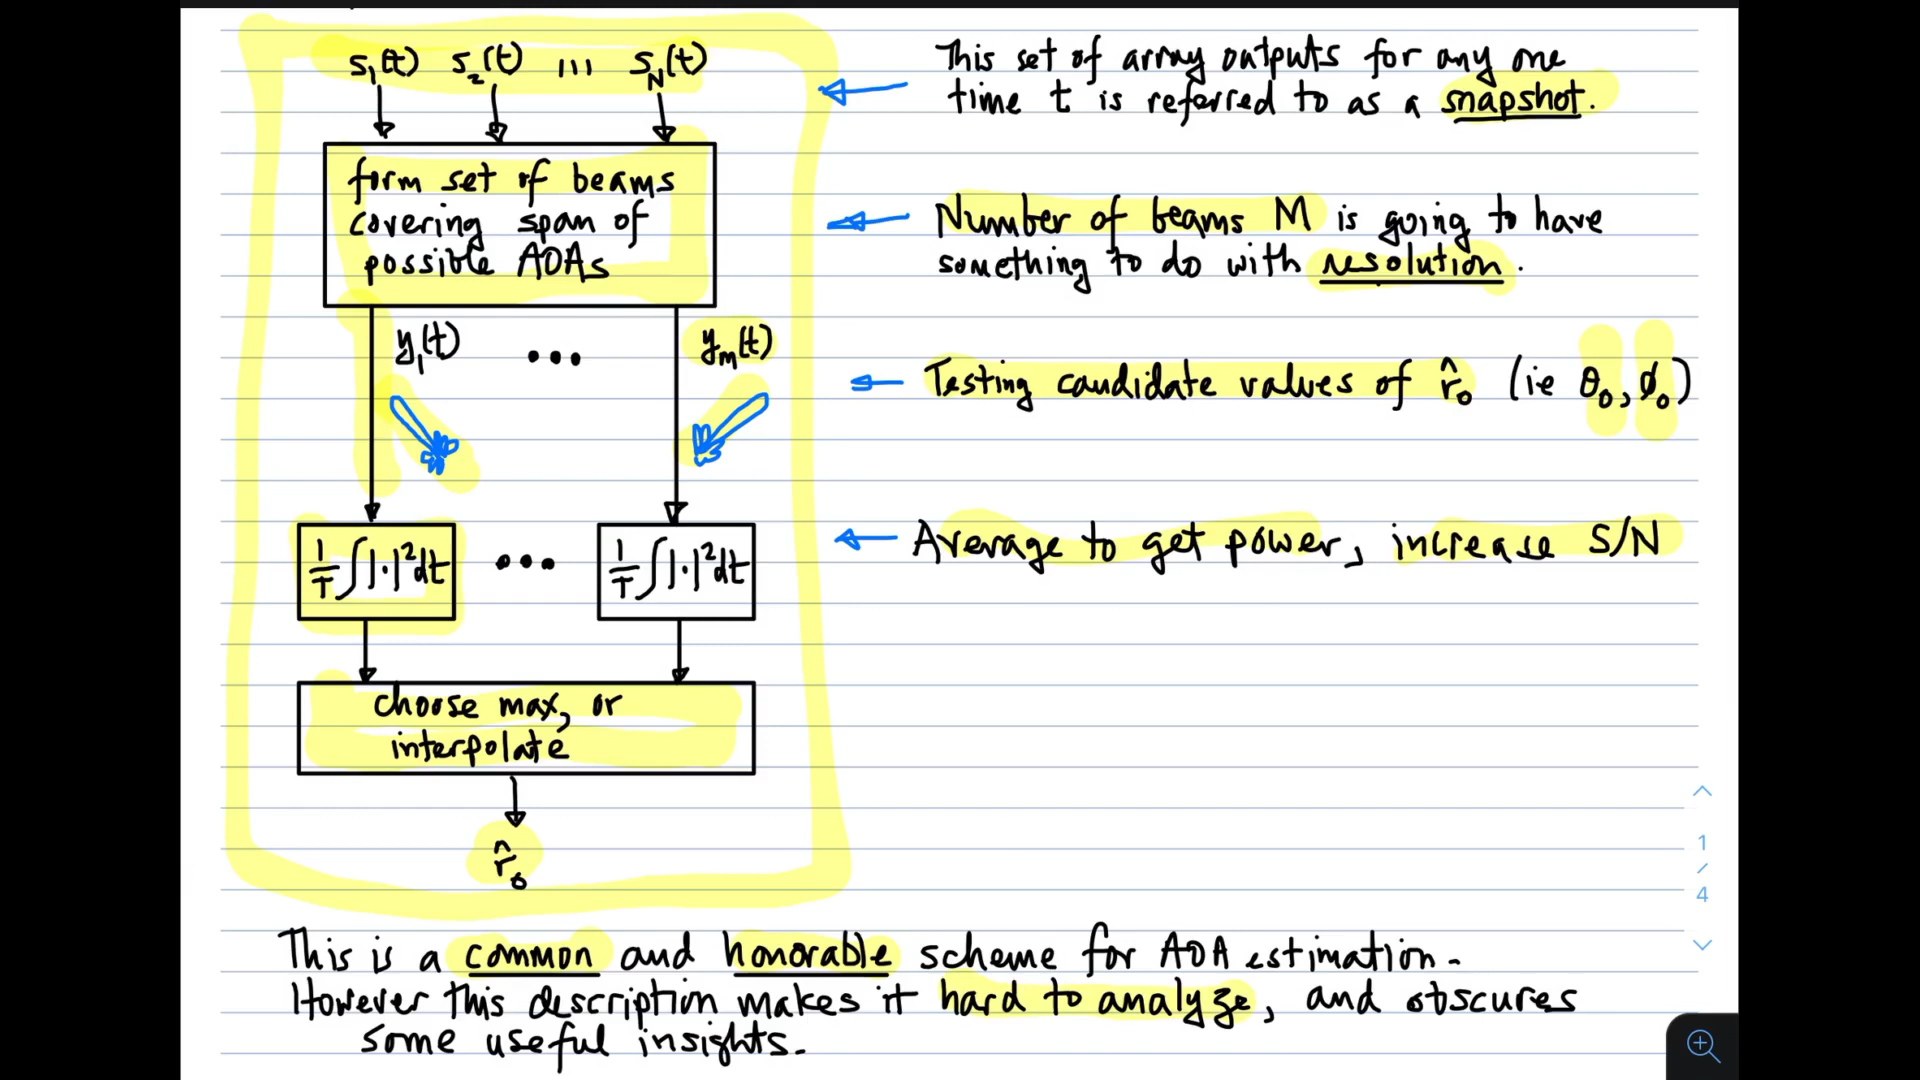 s₁(t) s₂(t) ... s_N(t)
This set of array outputs for any one
time t is referred to as a snapshot.
form set of beams
covering span of
possible AOAs
Number of beams M is going to have
something to do with resolution.
y₁(t) ... y_M(t)
Testing candidate values of r̂₀ (ie θ₀, ϕ₀)
1/T ∫|·|²dt ... 1/T ∫|·|²dt
Average to get power, increase S/N
choose max, or
interpolate
r̂₀
1
/
4
This is a common and honorable scheme for AOA estimation.
However this description makes it hard to analyze, and obscures
some useful insights.